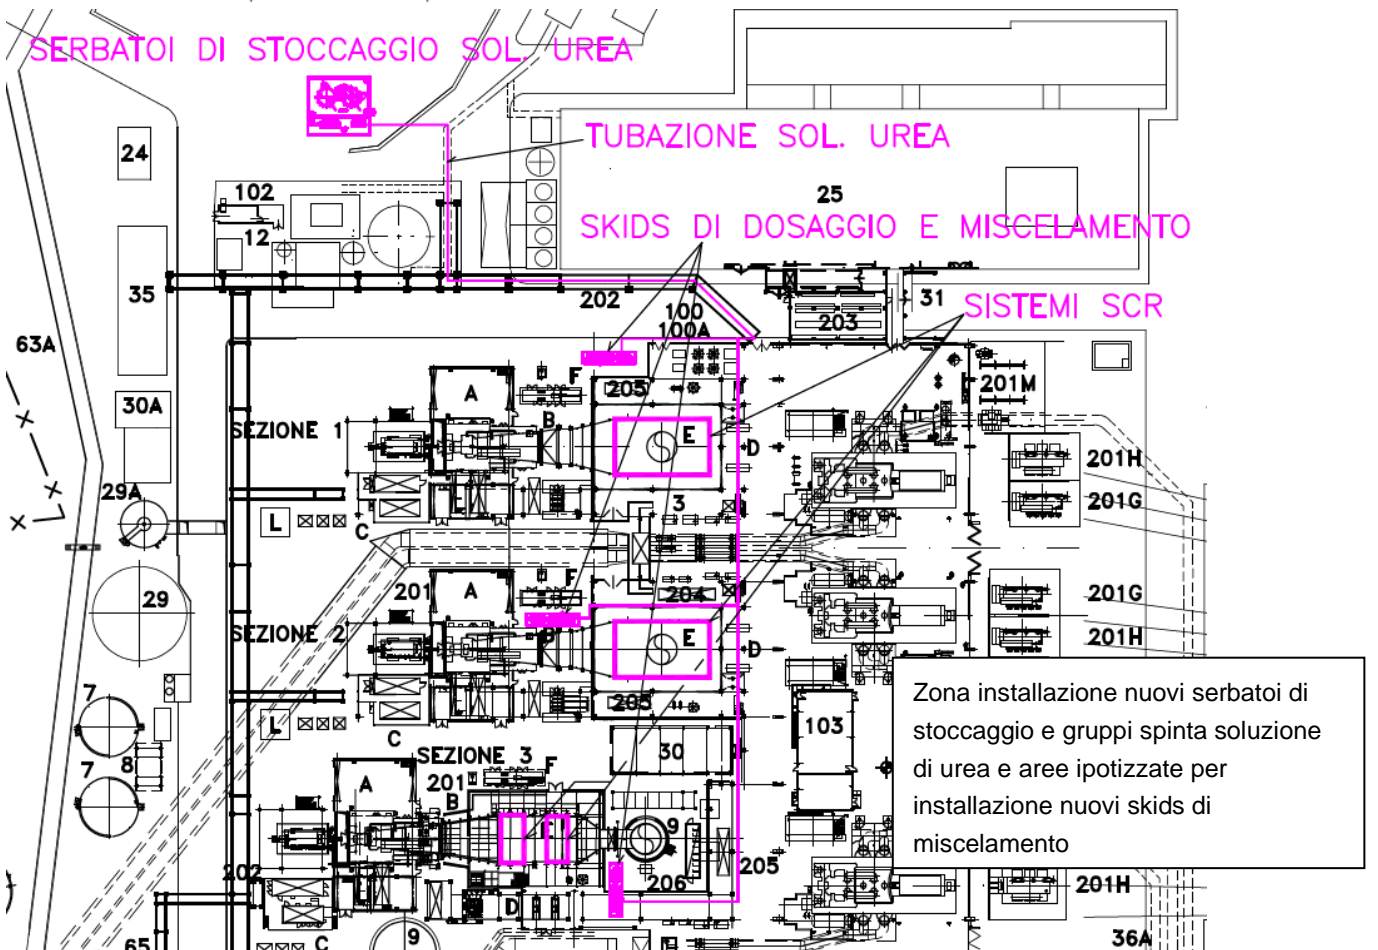 SERBATOI DI STOCCAGGIO SOL. UREA
TUBAZIONE SOL. UREA
24
102
25
SKIDS DI DOSAGGIO E MISCELAMENTO
12
35
202
100
100A
31
SISTEMI SCR
203
63A
F
205
201M
A
30A
B
SEZIONE 1
E
D
201H
29A
201G
3
L
C
F
201
A
204
201G
29
SEZIONE 2
B
E
D
201H
205
7
L
103
C
SEZIONE 3
30
7
8
201
F
A
B
9
202
206
205
201H
D
65
C
9
36A
Zona installazione nuovi serbatoi di
stoccaggio e gruppi spinta soluzione
di urea e aree ipotizzate per
installazione nuovi skids di
miscelamento